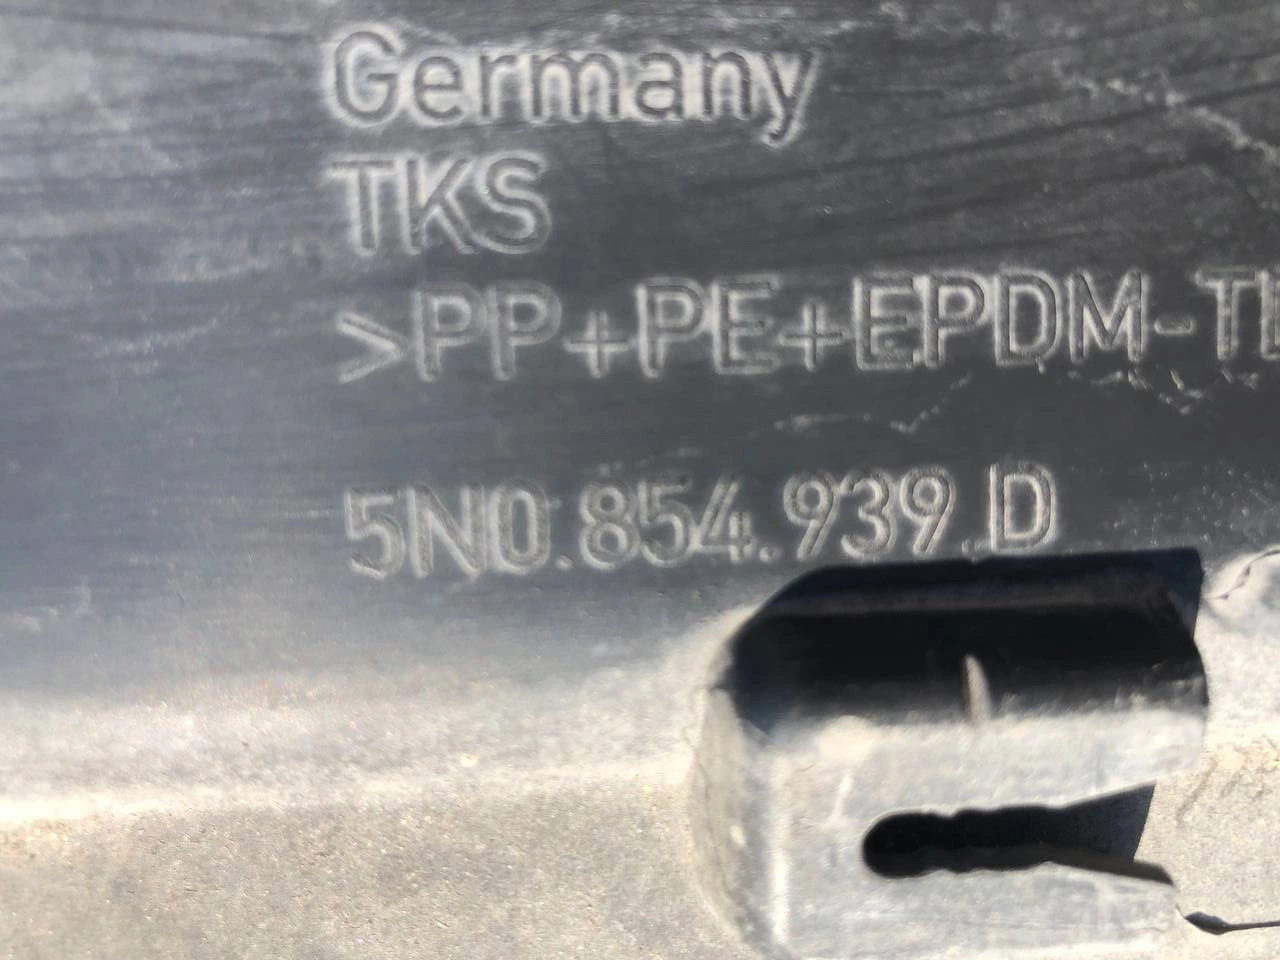 Germany
TKS
>PP+PE+EPDM-T
5N0.854.939.D